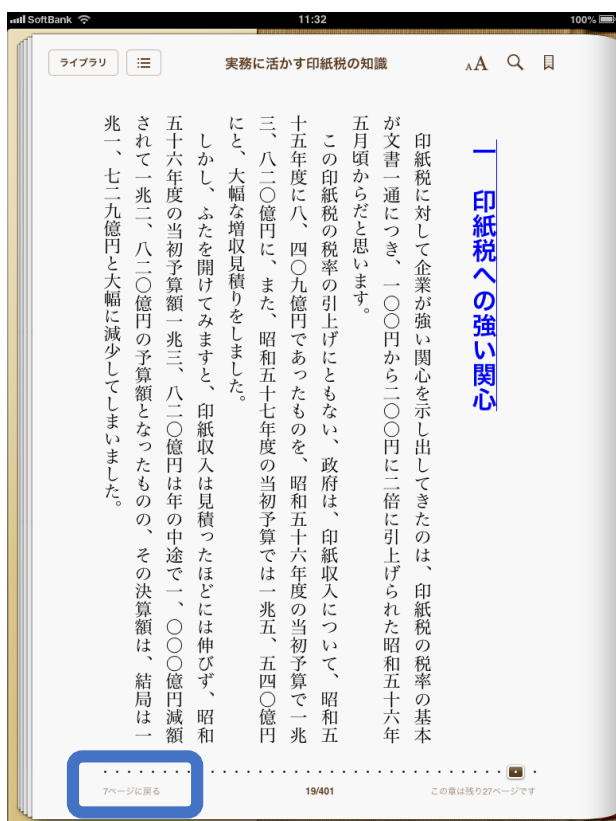 SoftBank
11:32
100%
ライブラリ
実務に活かす印紙税の知識
AA
一 印紙税への強い関心
印紙税に対して企業が強い関心を示し出してきたのは、印紙税の税率の基本
が文書一通につき、一〇〇円から二〇〇円に二倍に引上げられた昭和五十六年
五月頃からだと思います。
この印紙税の税率の引上げにともない、政府は、印紙収入について、昭和五
十五年度に八、四〇九億円であったものを、昭和五十六年度の当初予算で一兆
三、八二〇億円に、また、昭和五十七年度の当初予算では一兆五、五四〇億円
にと、大幅な増収見積りをしました。
しかし、ふたを開けてみますと、印紙収入は見積ったほどには伸びず、昭和
五十六年度の当初予算額一兆三、八二〇億円は年の中途で一、〇〇〇億円減額
されて一兆二、八二〇億円の予算額となったものの、その決算額は、結局は一
兆一、七二九億円と大幅に減少してしまいました。
7ページに戻る
19/401
この章は残り27ページです